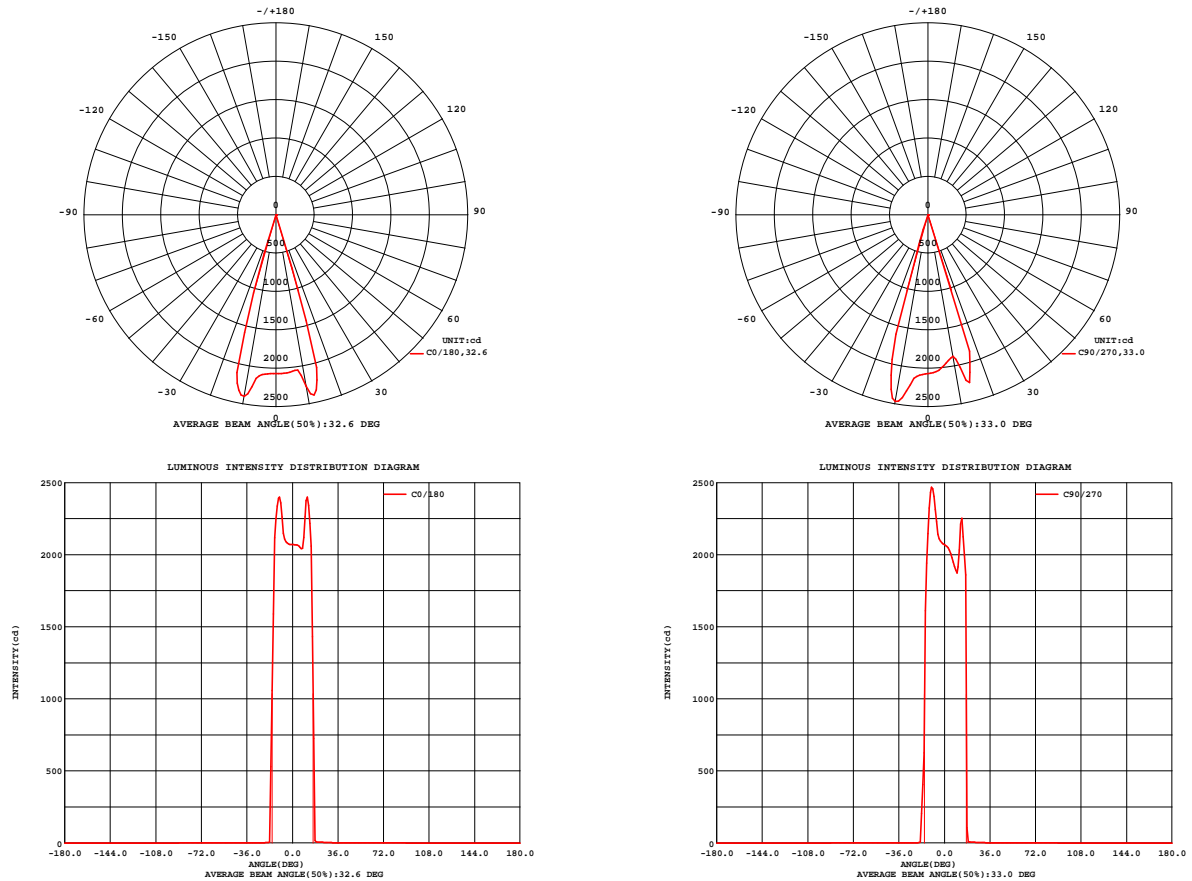 -/+180
-150
150
-120
120
-90
90
-60
60
-30
30
0
500
1000
1500
2000
2500
0
UNIT:cd
C0/180,32.6
AVERAGE BEAM ANGLE(50%):32.6 DEG
-/+180
-150
150
-120
120
-90
90
-60
60
-30
30
0
500
1000
1500
2000
2500
0
UNIT:cd
C90/270,33.0
AVERAGE BEAM ANGLE(50%):33.0 DEG
LUMINOUS INTENSITY DISTRIBUTION DIAGRAM
C0/180
INTENSITY(cd)
2500
2000
1500
1000
500
0
-180.0 -144.0 -108.0 -72.0 -36.0 0.0 36.0 72.0 108.0 144.0 180.0
ANGLE(DEG)
AVERAGE BEAM ANGLE(50%):32.6 DEG
LUMINOUS INTENSITY DISTRIBUTION DIAGRAM
C90/270
INTENSITY(cd)
2500
2000
1500
1000
500
0
-180.0 -144.0 -108.0 -72.0 -36.0 0.0 36.0 72.0 108.0 144.0 180.0
ANGLE(DEG)
AVERAGE BEAM ANGLE(50%):33.0 DEG